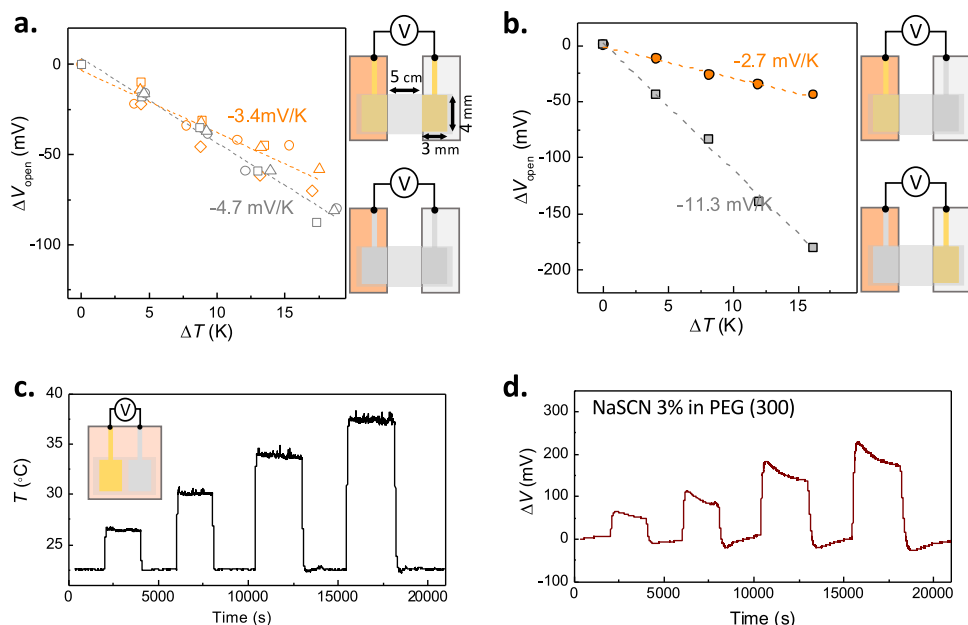 a.
0
-50
-100
ΔVopen (mV)
-3.4mV/K
-4.7 mV/K
0
5
10
15
ΔT (K)
V
5 cm
4 mm
3 mm
V
b.
0
-50
-100
-150
-200
ΔVopen (mV)
-2.7 mV/K
-11.3 mV/K
0
5
10
15
ΔT (K)
V
V
c.
40
35
30
25
T (°C)
V
0
5000
10000
15000
20000
Time (s)
d.
NaSCN 3% in PEG (300)
300
200
100
0
-100
ΔV (mV)
0
5000
10000
15000
20000
Time (s)